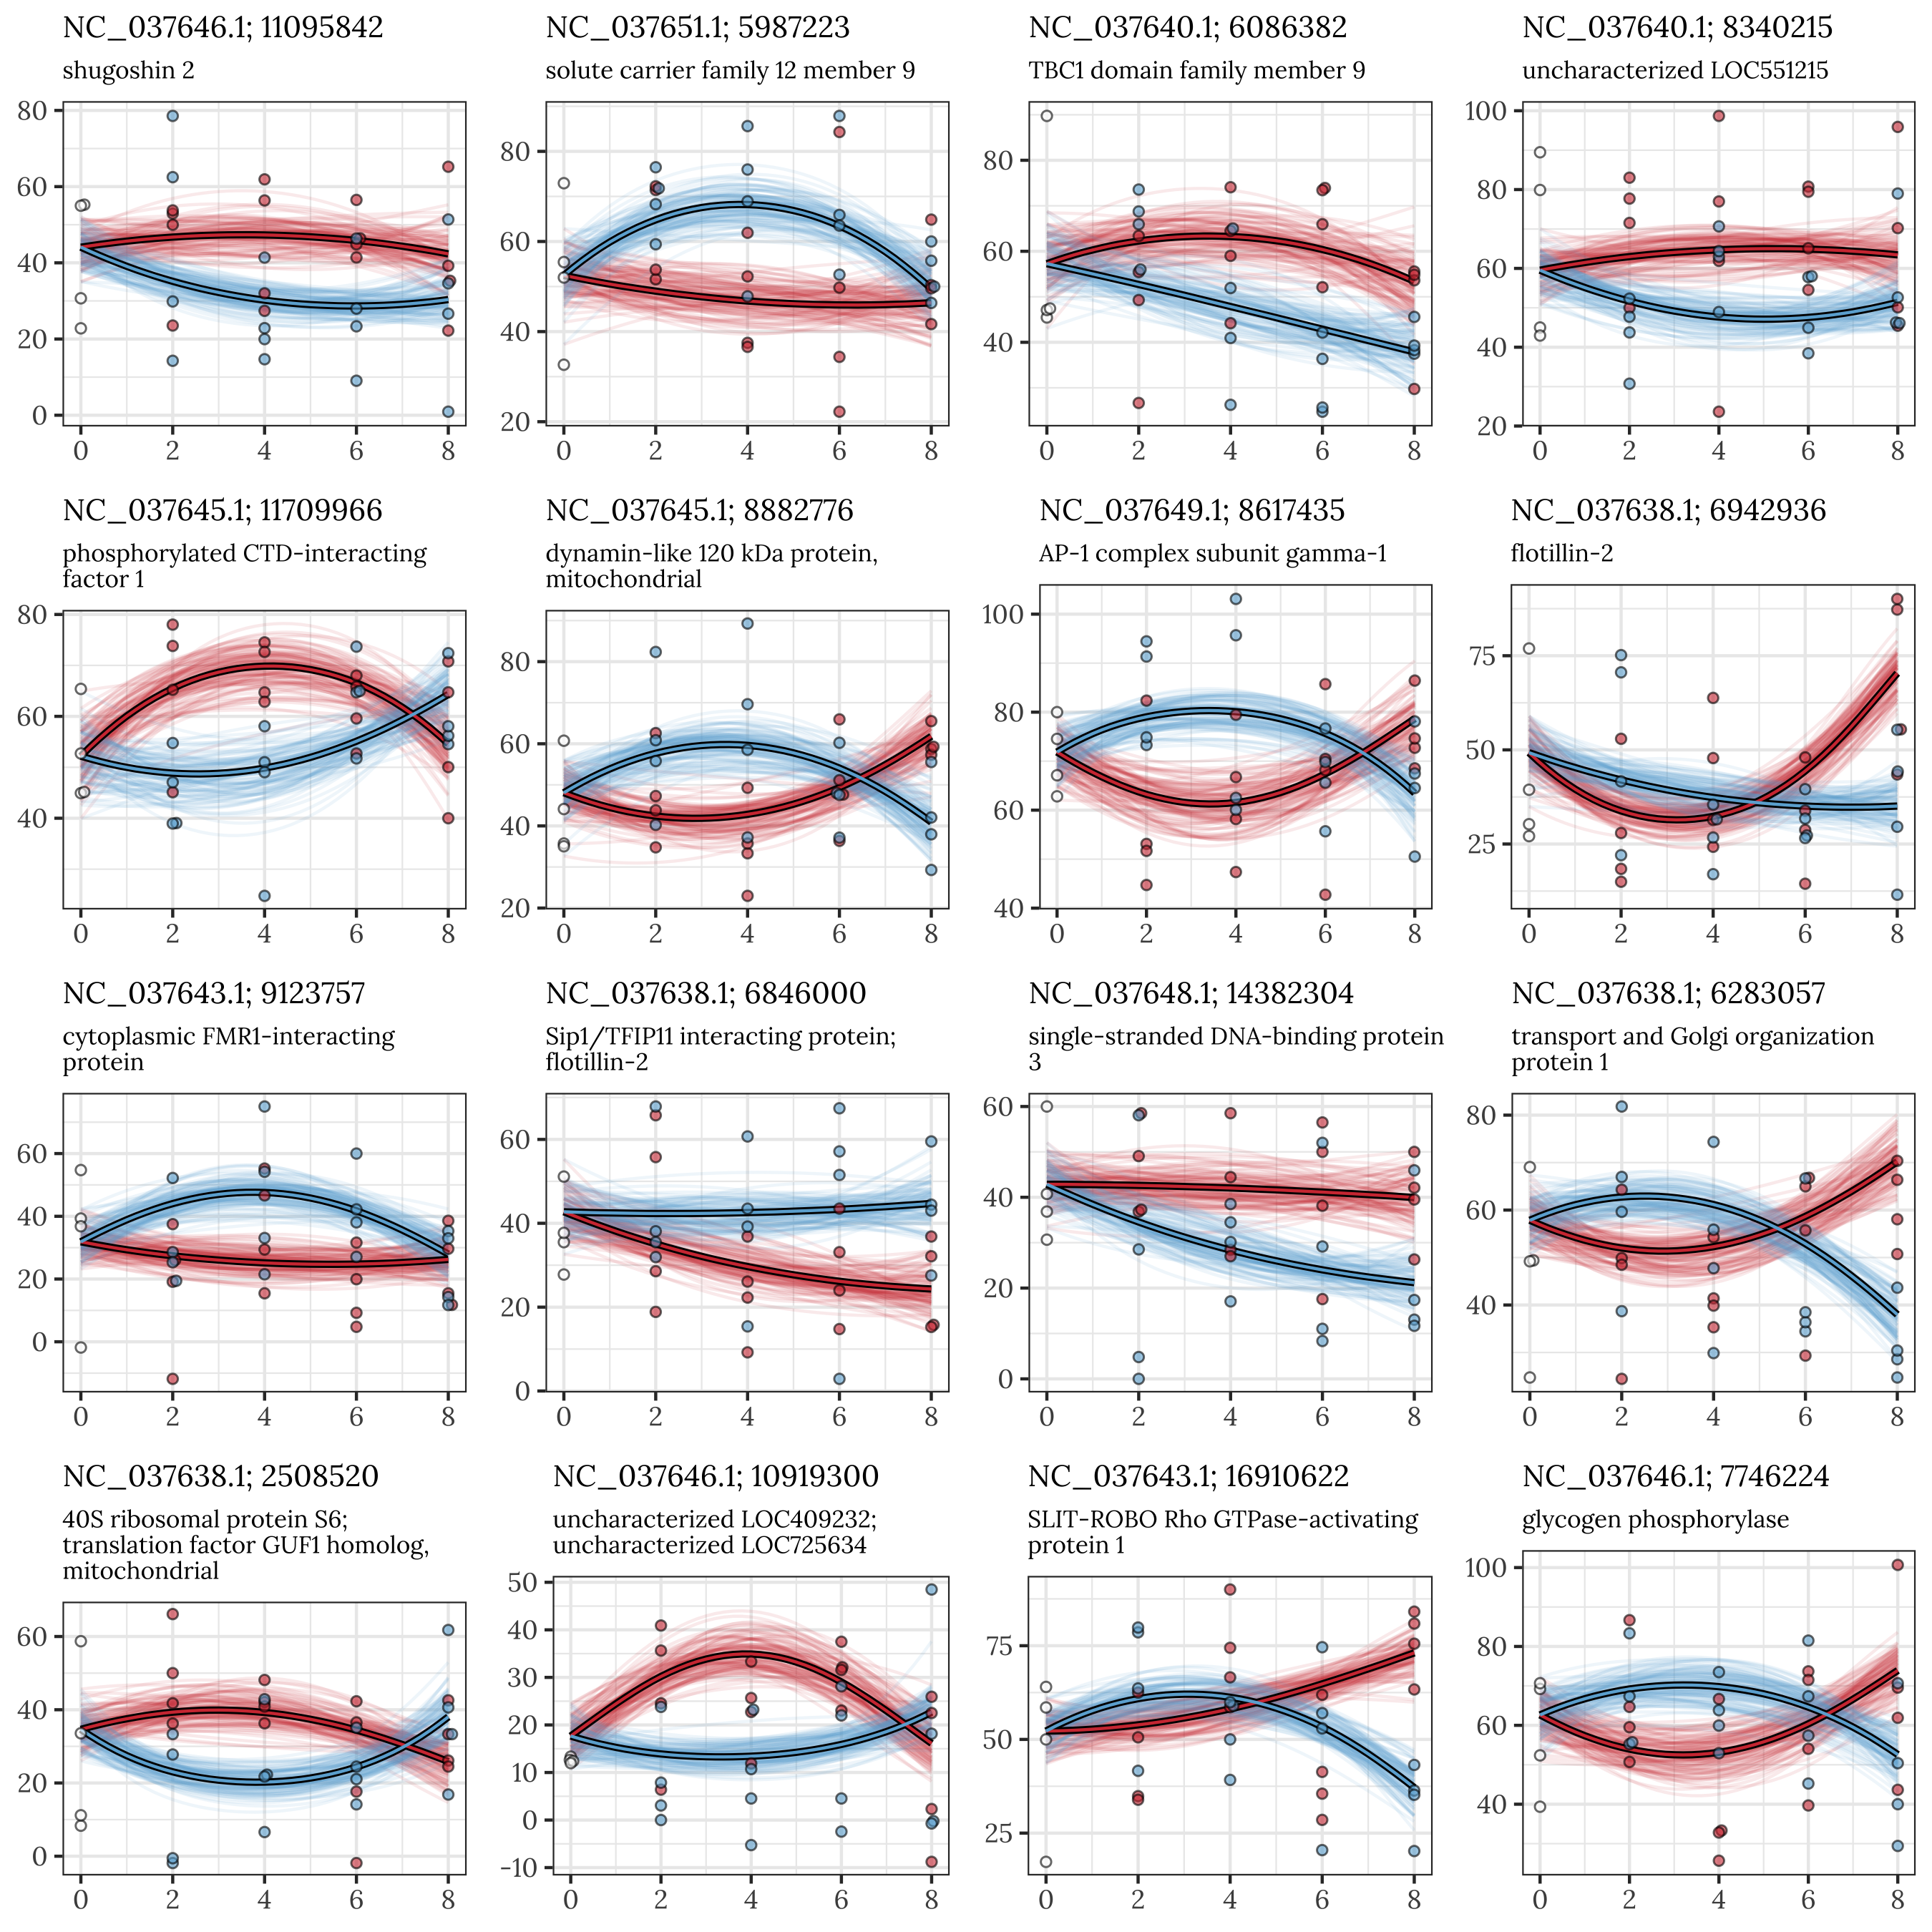 NC_037646.1; 11095842
shugoshin 2
80
60
40
20
0
0 2 4 6 8
NC_037651.1; 5987223
solute carrier family 12 member 9
80
60
40
20
0 2 4 6 8
NC_037640.1; 6086382
TBC1 domain family member 9
80
60
40
0 2 4 6 8
NC_037640.1; 8340215
uncharacterized LOC551215
100
80
60
40
20
0 2 4 6 8
NC_037645.1; 11709966
phosphorylated CTD-interacting
factor 1
80
60
40
0 2 4 6 8
NC_037645.1; 8882776
dynamin-like 120 kDa protein,
mitochondrial
80
60
40
20
0 2 4 6 8
NC_037649.1; 8617435
AP-1 complex subunit gamma-1
100
80
60
40
0 2 4 6 8
NC_037638.1; 6942936
flotillin-2
75
50
25
0 2 4 6 8
NC_037643.1; 9123757
cytoplasmic FMR1-interacting
protein
60
40
20
0
0 2 4 6 8
NC_037638.1; 6846000
Sip1/TFIP11 interacting protein;
flotillin-2
60
40
20
0
0 2 4 6 8
NC_037648.1; 14382304
single-stranded DNA-binding protein
3
60
40
20
0
0 2 4 6 8
NC_037638.1; 6283057
transport and Golgi organization
protein 1
80
60
40
0 2 4 6 8
NC_037638.1; 2508520
40S ribosomal protein S6;
translation factor GUF1 homolog,
mitochondrial
60
40
20
0
0 2 4 6 8
NC_037646.1; 10919300
uncharacterized LOC409232;
uncharacterized LOC725634
50
40
30
20
10
0
-10
0 2 4 6 8
NC_037643.1; 16910622
SLIT-ROBO Rho GTPase-activating
protein 1
75
50
25
0 2 4 6 8
NC_037646.1; 7746224
glycogen phosphorylase
100
80
60
40
0 2 4 6 8